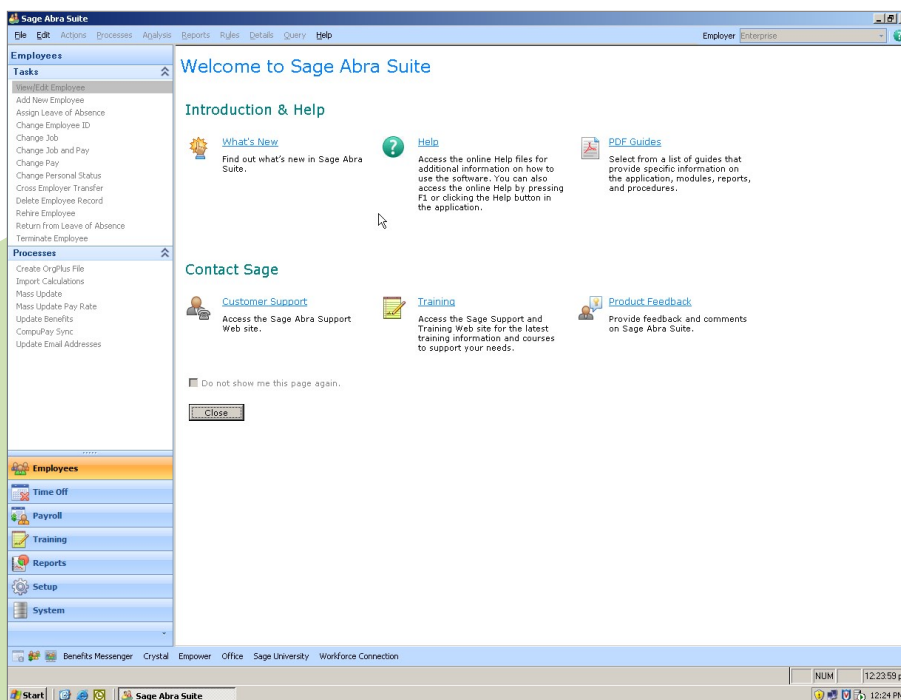 Sage Abra Suite
File Edit Actions Processes Analysis Reports Rules Details Query Help Employer Enterprise
Employees
Tasks
View/Edit Employee
Add New Employee
Assign Leave of Absence
Change Employee ID
Change Job
Change Job and Pay
Change Pay
Change Personal Status
Cross Employer Transfer
Delete Employee Record
Rehire Employee
Return from Leave of Absence
Terminate Employee
Processes
Create OrgPlus File
Import Calculations
Mass Update
Mass Update Pay Rate
Update Benefits
CompuPay Sync
Update Email Addresses
Employees
Time Off
Payroll
Training
Reports
Setup
System
Welcome to Sage Abra Suite
Introduction & Help
What's New
Find out what's new in Sage Abra
Suite.
Help
Access the online Help files for
additional information on how to
use the software. You can also
access the online Help by pressing
F1 or clicking the Help button in
the application.
PDF Guides
Select from a list of guides that
provide specific information on
the application, modules, reports,
and procedures.
Contact Sage
Customer Support
Access the Sage Abra Support
Web site.
Training
Access the Sage Support and
Training Web site for the latest
training information and courses
to support your needs.
Product Feedback
Provide feedback and comments
on Sage Abra Suite.
Do not show me this page again.
Close
Benefits Messenger Crystal Empower Office Sage University Workforce Connection
NUM 12:23:59 p
Start Sage Abra Suite 12:24 PM